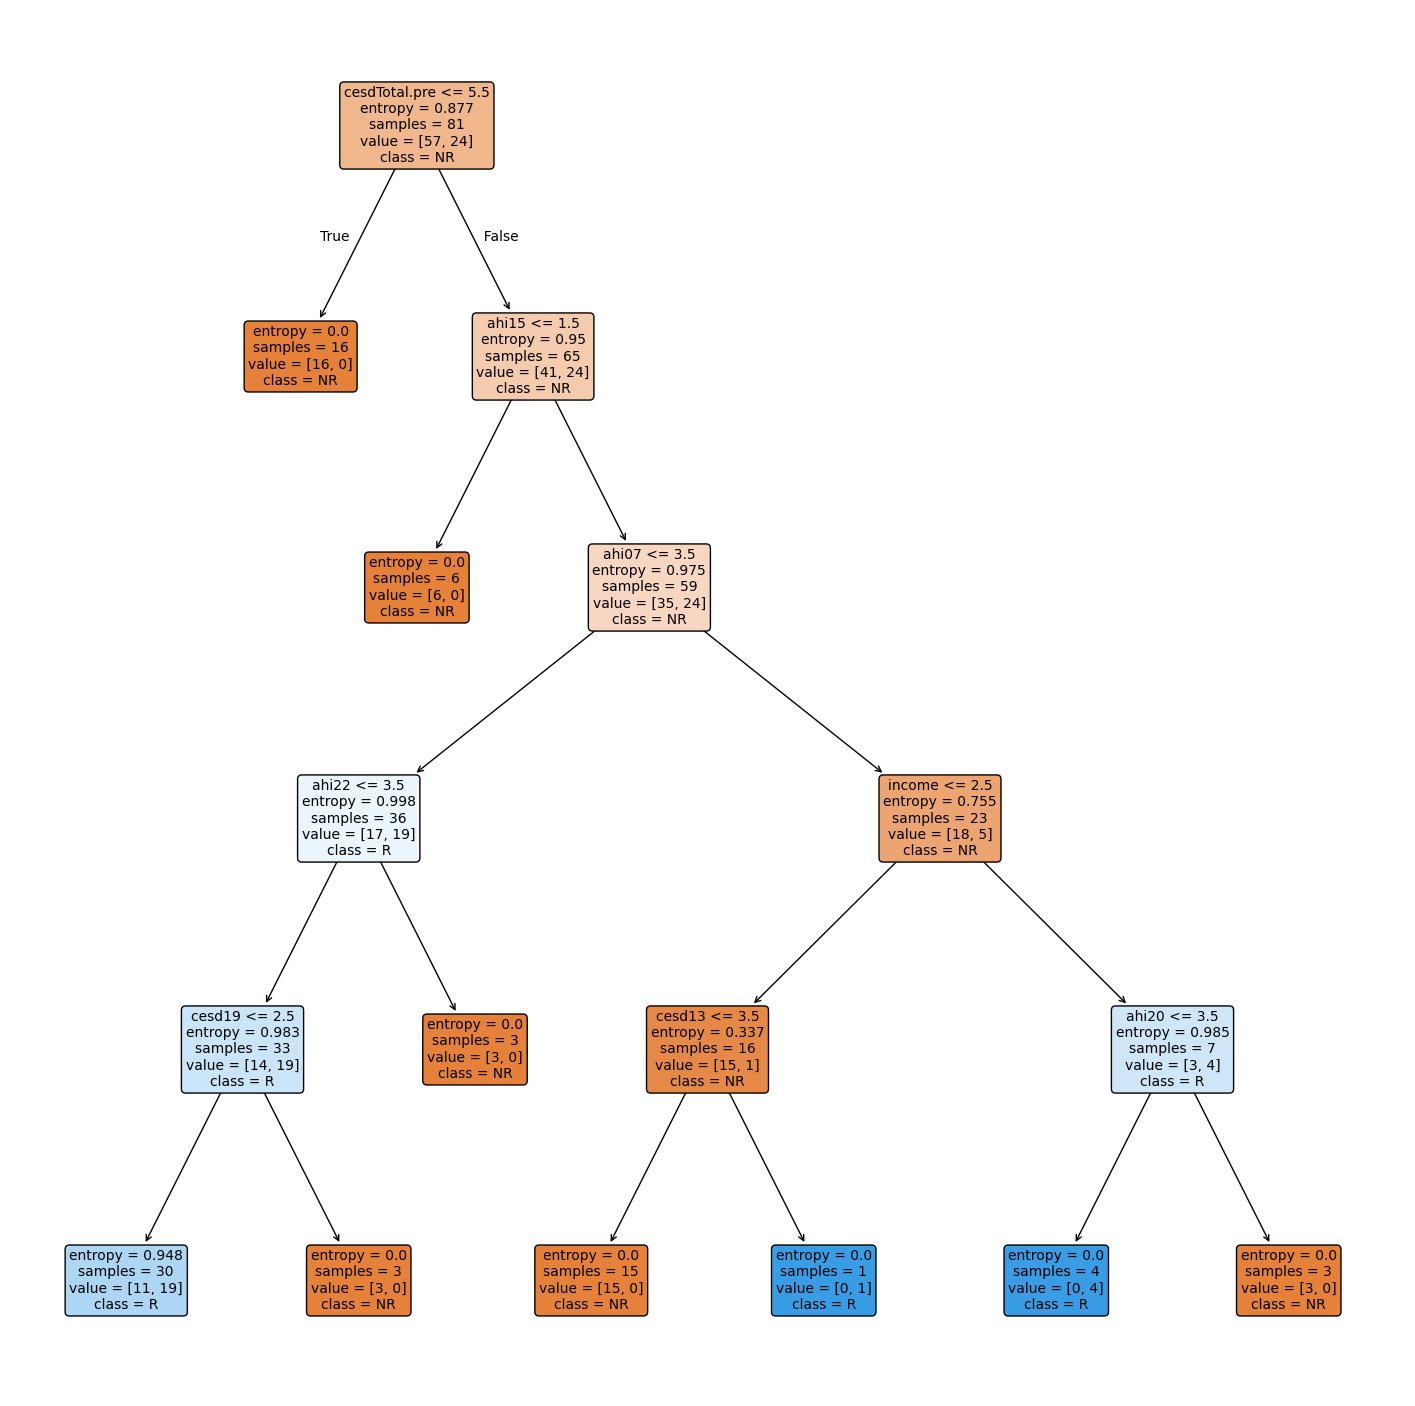 cesdTotal.pre <= 5.5
entropy = 0.877
samples = 81
value = [57, 24]
class = NR
True
False
entropy = 0.0
samples = 16
value = [16, 0]
class = NR
ahi15 <= 1.5
entropy = 0.95
samples = 65
value = [41, 24]
class = NR
entropy = 0.0
samples = 6
value = [6, 0]
class = NR
ahi07 <= 3.5
entropy = 0.975
samples = 59
value = [35, 24]
class = NR
ahi22 <= 3.5
entropy = 0.998
samples = 36
value = [17, 19]
class = R
income <= 2.5
entropy = 0.755
samples = 23
value = [18, 5]
class = NR
cesd19 <= 2.5
entropy = 0.983
samples = 33
value = [14, 19]
class = R
entropy = 0.0
samples = 3
value = [3, 0]
class = NR
cesd13 <= 3.5
entropy = 0.337
samples = 16
value = [15, 1]
class = NR
ahi20 <= 3.5
entropy = 0.985
samples = 7
value = [3, 4]
class = R
entropy = 0.948
samples = 30
value = [11, 19]
class = R
entropy = 0.0
samples = 3
value = [3, 0]
class = NR
entropy = 0.0
samples = 15
value = [15, 0]
class = NR
entropy = 0.0
samples = 1
value = [0, 1]
class = R
entropy = 0.0
samples = 4
value = [0, 4]
class = R
entropy = 0.0
samples = 3
value = [3, 0]
class = NR